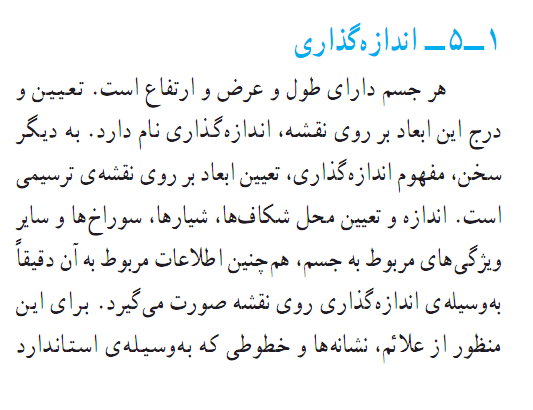 ۱ــ۵ــ اندازه‌گذاری
هر جسم دارای طول و عرض و ارتفاع است. تعیین و
درج این ابعاد بر روی نقشه، اندازه‌گذاری نام دارد. به دیگر
سخن، مفهوم اندازه‌گذاری، تعیین ابعاد بر روی نقشه‌ی ترسیمی
است. اندازه و تعیین محل شکاف‌ها، شیارها، سوراخ‌ها و سایر
ویژگی‌های مربوط به جسم، هم‌چنین اطلاعات مربوط به آن دقیقاً
به‌وسیله‌ی اندازه‌گذاری روی نقشه صورت می‌گیرد. برای این
منظور از علائم، نشانه‌ها و خطوطی که به‌وسیله‌ی استاندارد